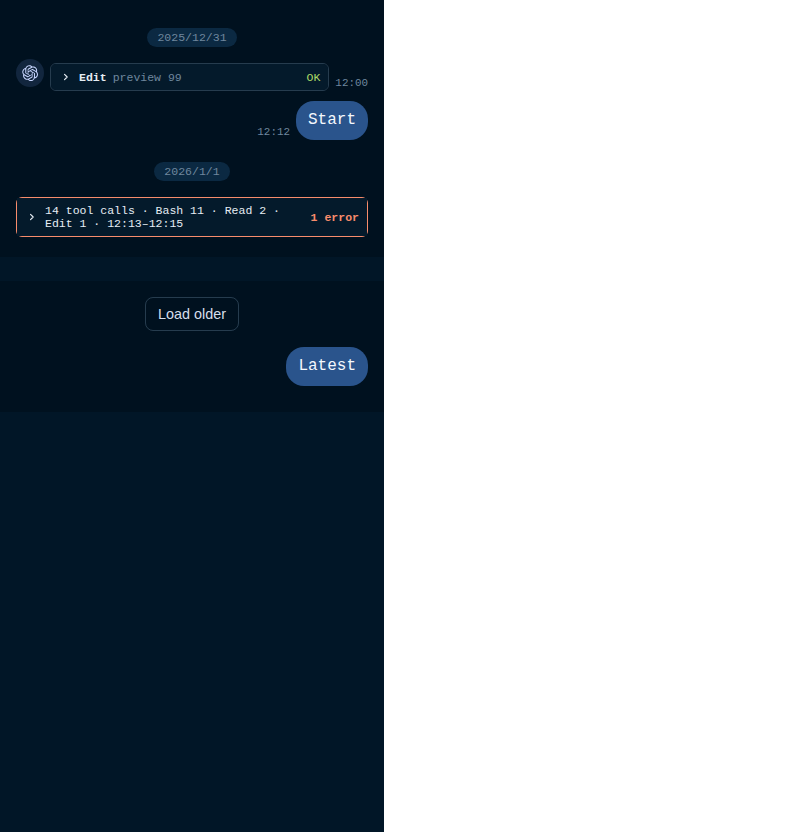 2025/12/31
Edit preview 99 OK 12:00
Start
12:12
2026/1/1
14 tool calls · Bash 11 · Read 2 ·
Edit 1 · 12:13–12:15
1 error
Load older
Latest